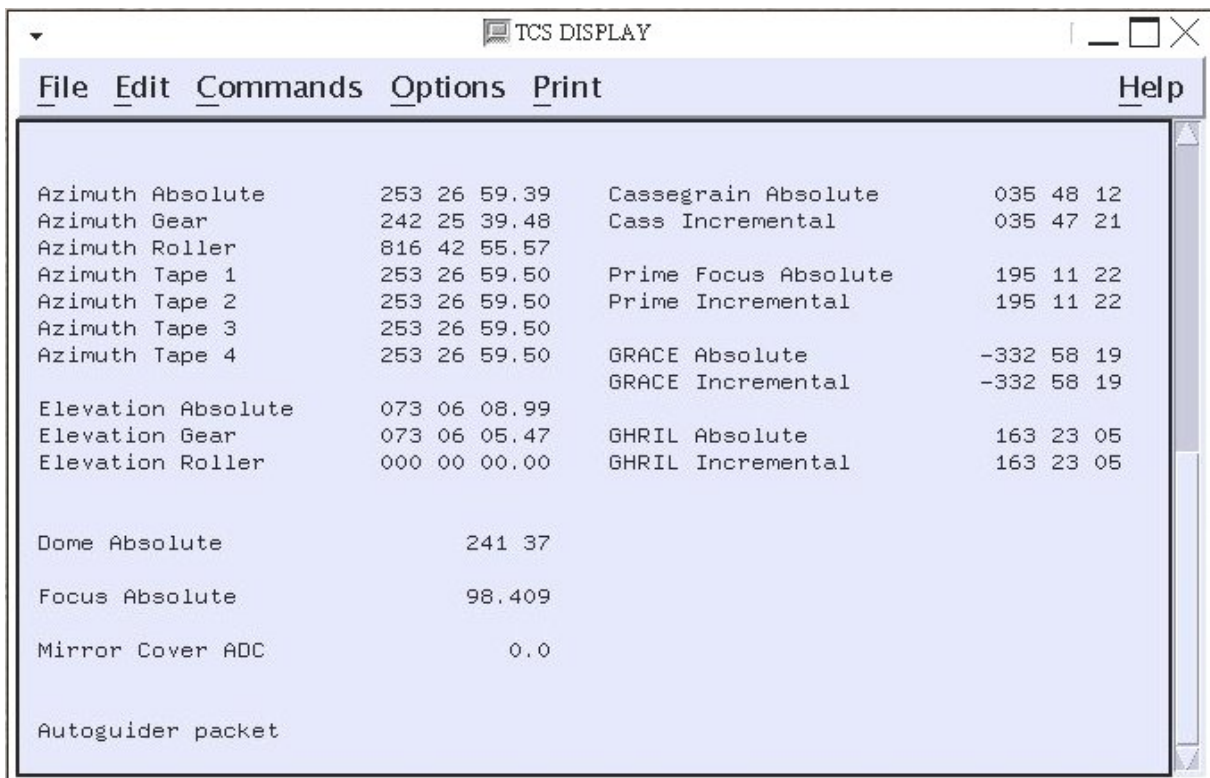 TCS DISPLAY
File Edit Commands Options Print Help
Azimuth Absolute 253 26 59.39 Cassegrain Absolute 035 48 12
Azimuth Gear 242 25 39.48 Cass Incremental 035 47 21
Azimuth Roller 816 42 55.57
Azimuth Tape 1 253 26 59.50 Prime Focus Absolute 195 11 22
Azimuth Tape 2 253 26 59.50 Prime Incremental 195 11 22
Azimuth Tape 3 253 26 59.50
Azimuth Tape 4 253 26 59.50 GRACE Absolute -332 58 19
GRACE Incremental -332 58 19
Elevation Absolute 073 06 08.99
Elevation Gear 073 06 05.47 GHRIL Absolute 163 23 05
Elevation Roller 000 00 00.00 GHRIL Incremental 163 23 05
Dome Absolute 241 37
Focus Absolute 98.409
Mirror Cover ADC 0.0
Autoguider packet